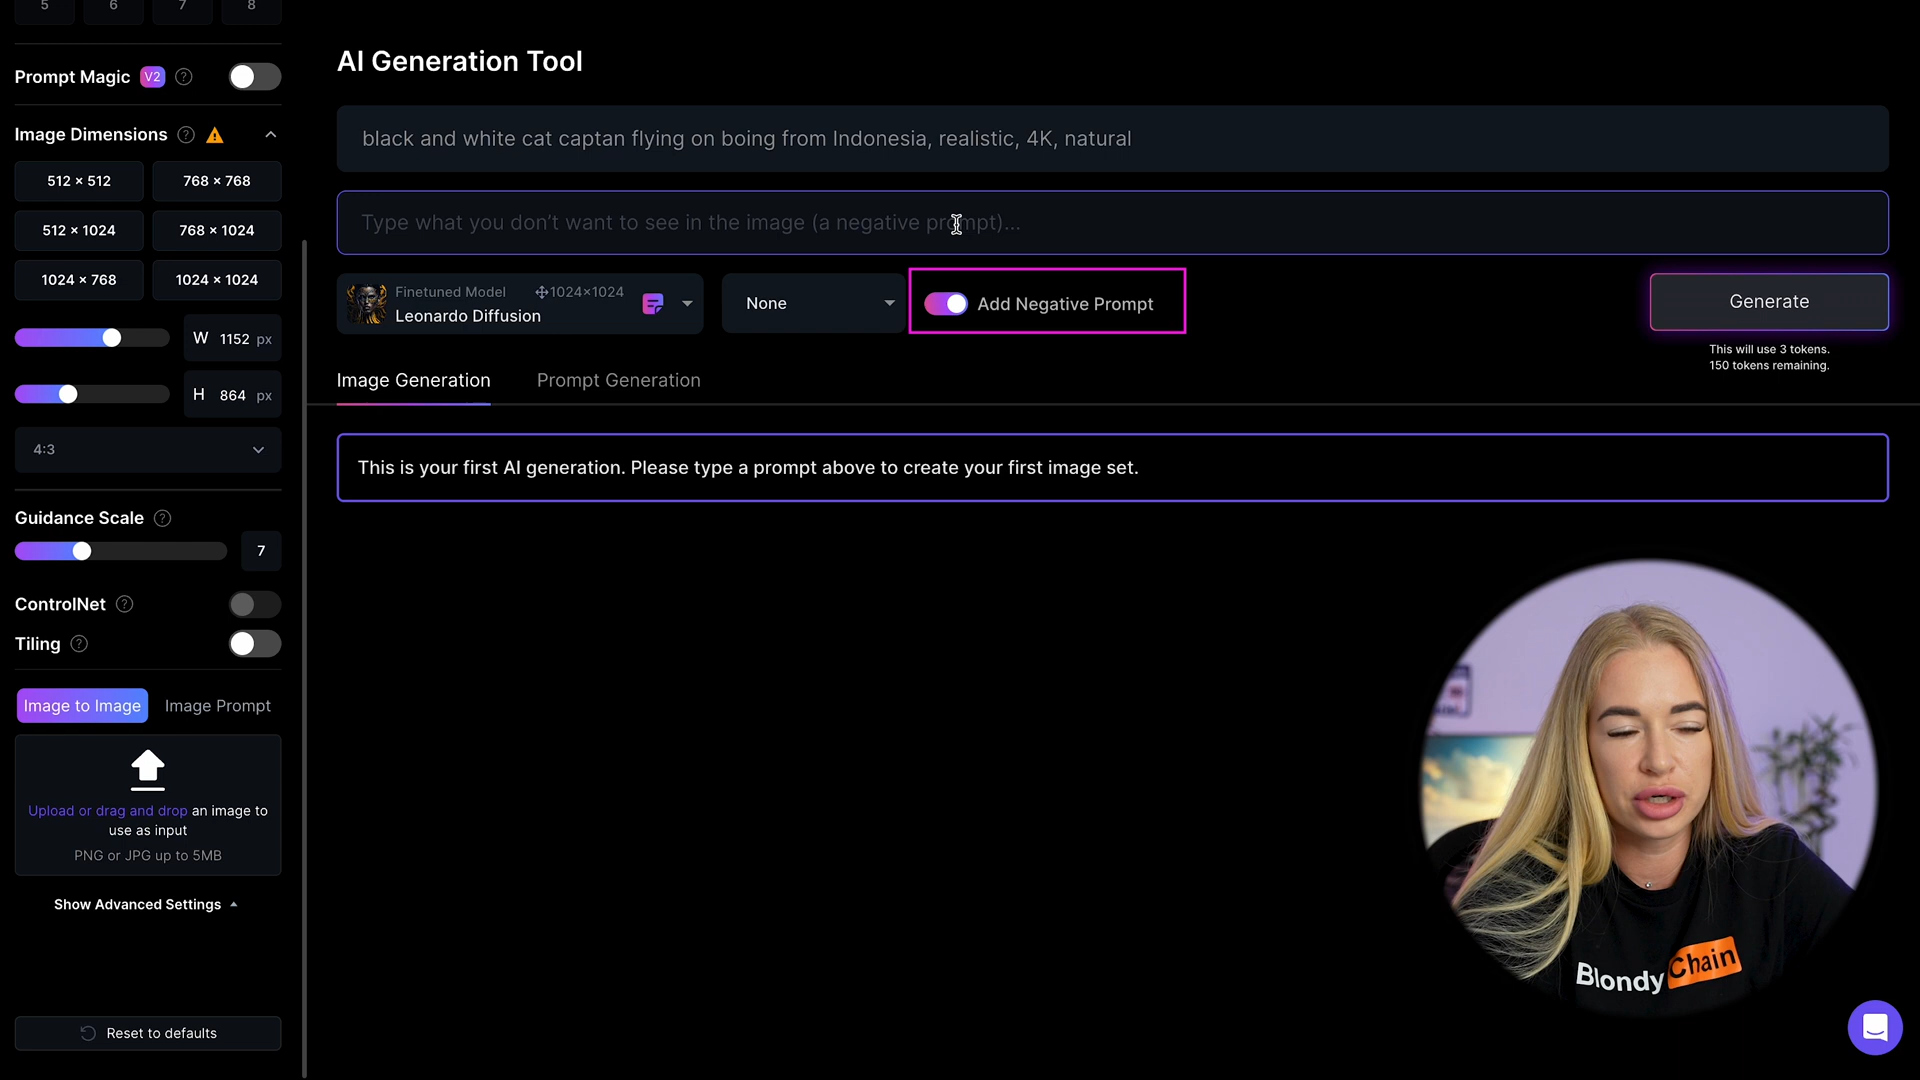 5
6
7
8
Prompt Magic V2 ?
Image Dimensions ?
512 × 512
768 × 768
512 × 1024
768 × 1024
1024 × 768
1024 × 1024
W 1152 px
H 864 px
4:3
Guidance Scale ?
7
ControlNet ?
Tiling ?
Image to Image
Image Prompt
Upload or drag and drop an image to
use as input
PNG or JPG up to 5MB
Show Advanced Settings
Reset to defaults
AI Generation Tool
black and white cat captan flying on boing from Indonesia, realistic, 4K, natural
Type what you don't want to see in the image (a negative prompt)...
Finetuned Model 1024×1024
Leonardo Diffusion
None
Add Negative Prompt
Generate
This will use 3 tokens.
150 tokens remaining.
Image Generation
Prompt Generation
This is your first AI generation. Please type a prompt above to create your first image set.
Blondy Chain